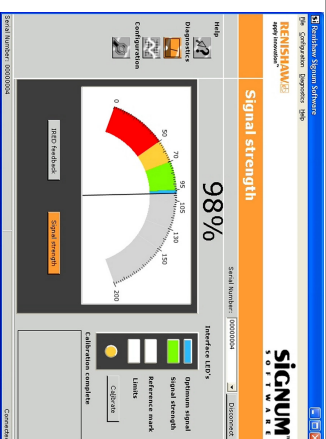 Renishaw Signum Software
File Configuration Diagnostics Help
RENISHAW
apply innovation™
SiGNUM
SOFTWARE
Signal strength
Serial Number: 00000004
Disconnect
Help
Diagnostics
Configuration
98%
0
50
70
95
105
130
150
200
IRED feedback
Signal strength
Interface LED's
Optimum signal
Signal strength
Reference mark
Limits
Calibrate
Calibration complete
Serial Number: 00000004
Connected